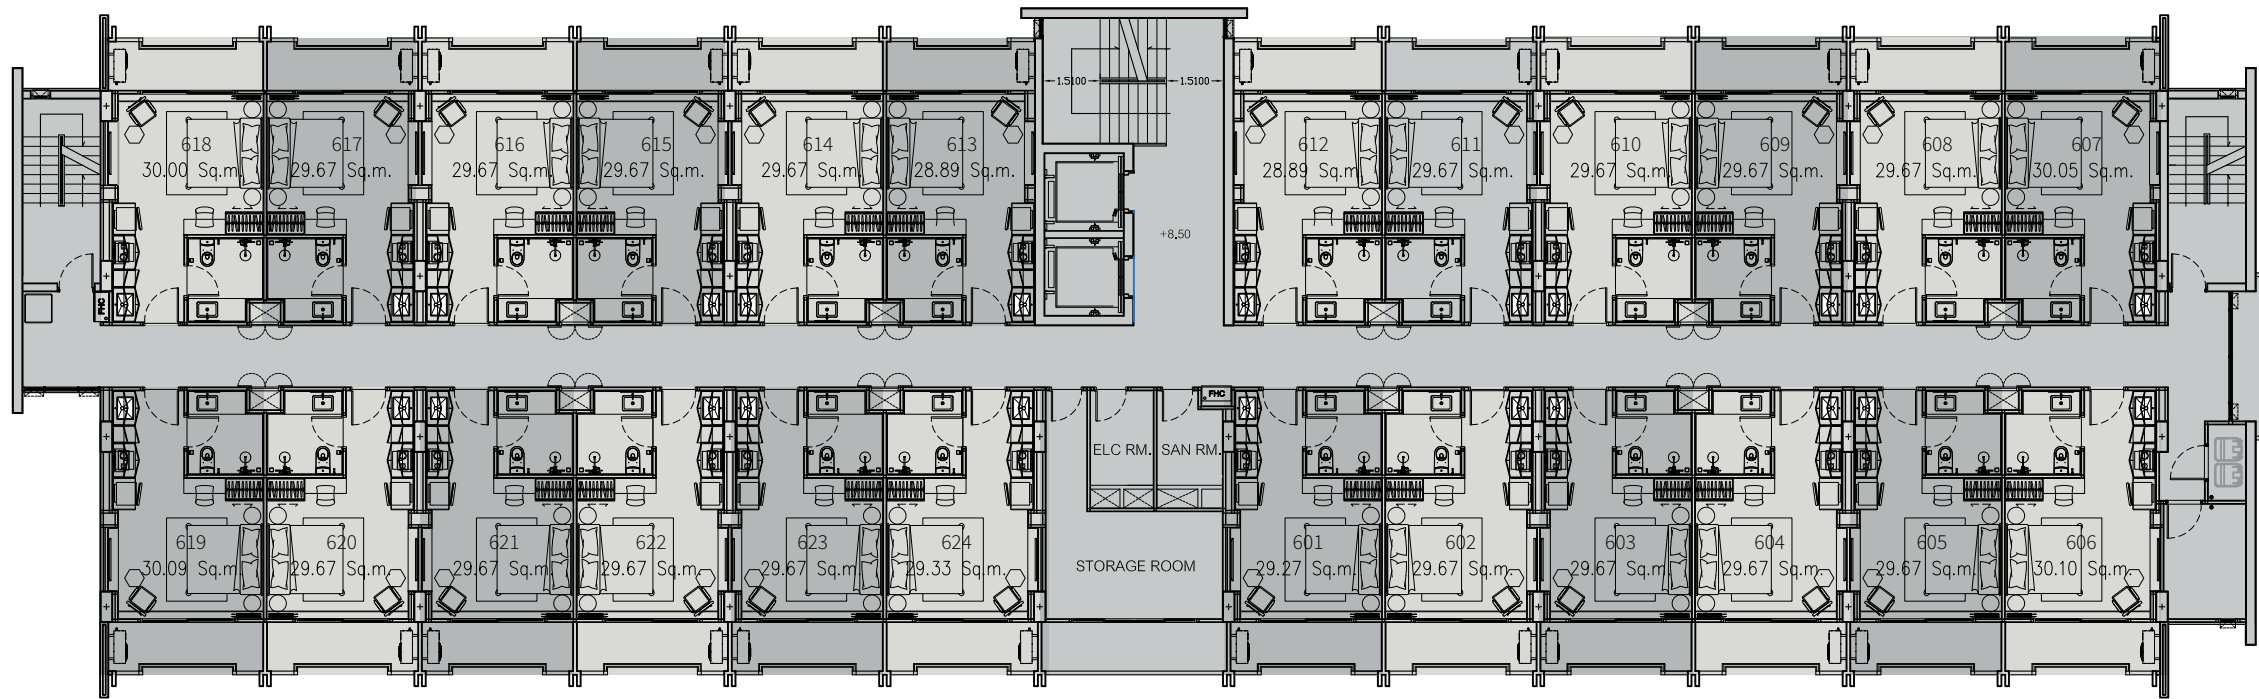 1.5100
1.5100
618
30.00 Sq.m.
617
29.67 Sq.m.
616
29.67 Sq.m.
615
29.67 Sq.m.
614
29.67 Sq.m.
613
28.89 Sq.m.
612
28.89 Sq.m.
611
29.67 Sq.m.
610
29.67 Sq.m.
609
29.67 Sq.m.
608
29.67 Sq.m.
607
30.05 Sq.m.
+8.50
FHC
FHC
ELC RM.
SAN RM.
619
30.09 Sq.m.
620
29.67 Sq.m.
621
29.67 Sq.m.
622
29.67 Sq.m.
623
29.67 Sq.m.
624
29.33 Sq.m.
STORAGE ROOM
601
29.27 Sq.m.
602
29.67 Sq.m.
603
29.67 Sq.m.
604
29.67 Sq.m.
605
29.67 Sq.m.
606
30.10 Sq.m.